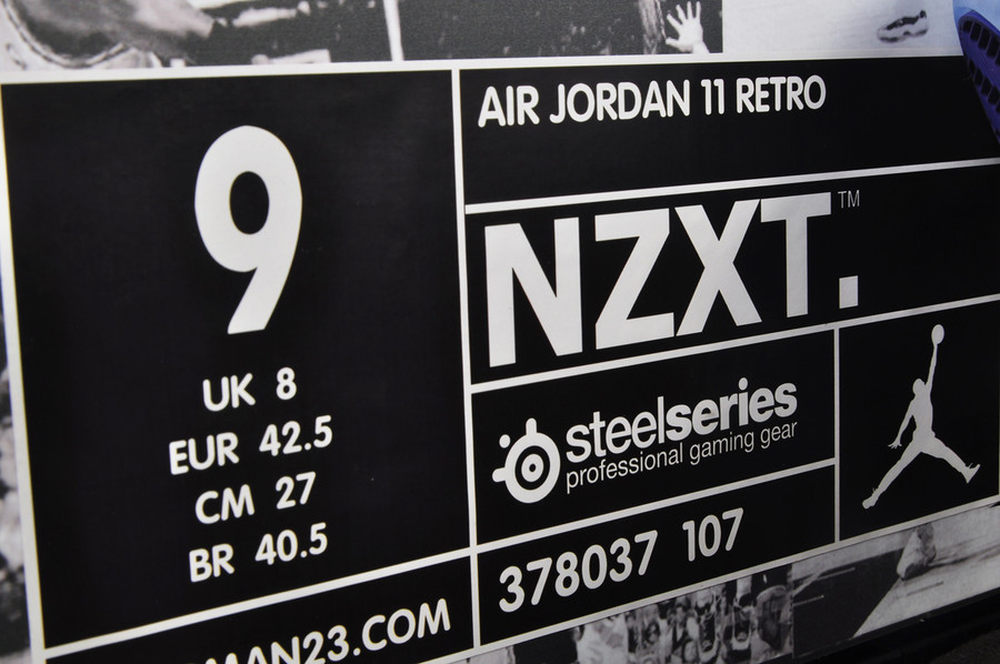 9
UK 8
EUR 42.5
CM 27
BR 40.5
MAN23.COM
AIR JORDAN 11 RETRO
NZXT.™
steelseries
professional gaming gear
378037 107